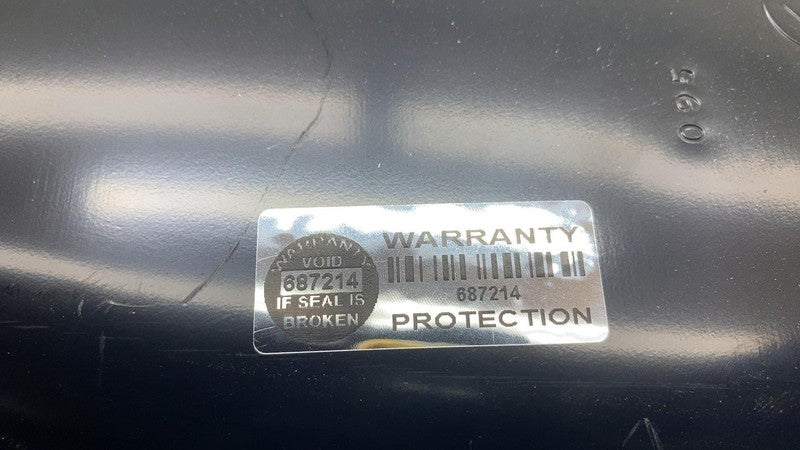 WARRANTY
VOID
687214
IF SEAL IS
BROKEN
WARRANTY
687214
PROTECTION